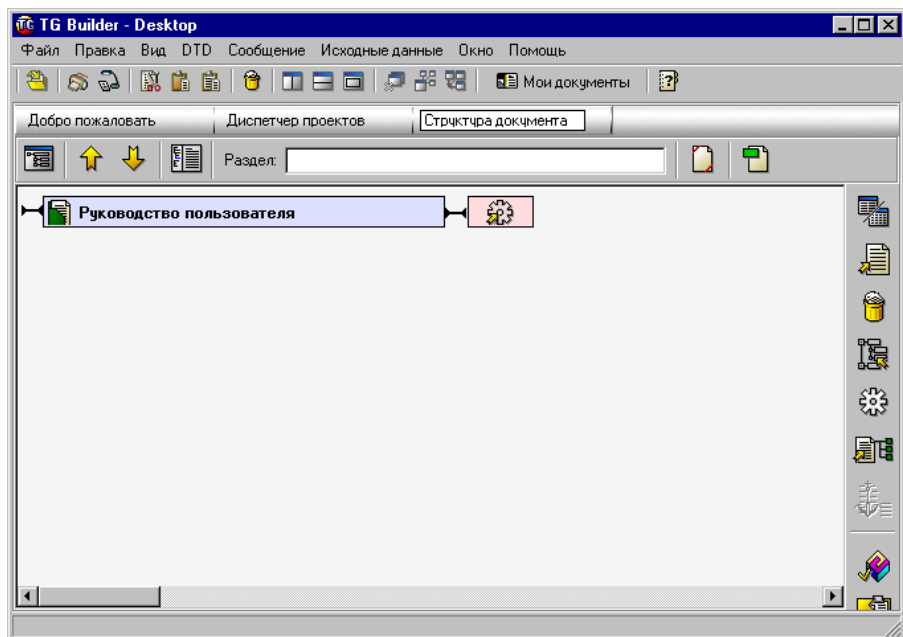 TG Builder - Desktop
Файл Правка Вид DTD Сообщение Исходные данные Окно Помощь
Мои документы
Добро пожаловать Диспетчер проектов Структура документа
Раздел:
Руководство пользователя